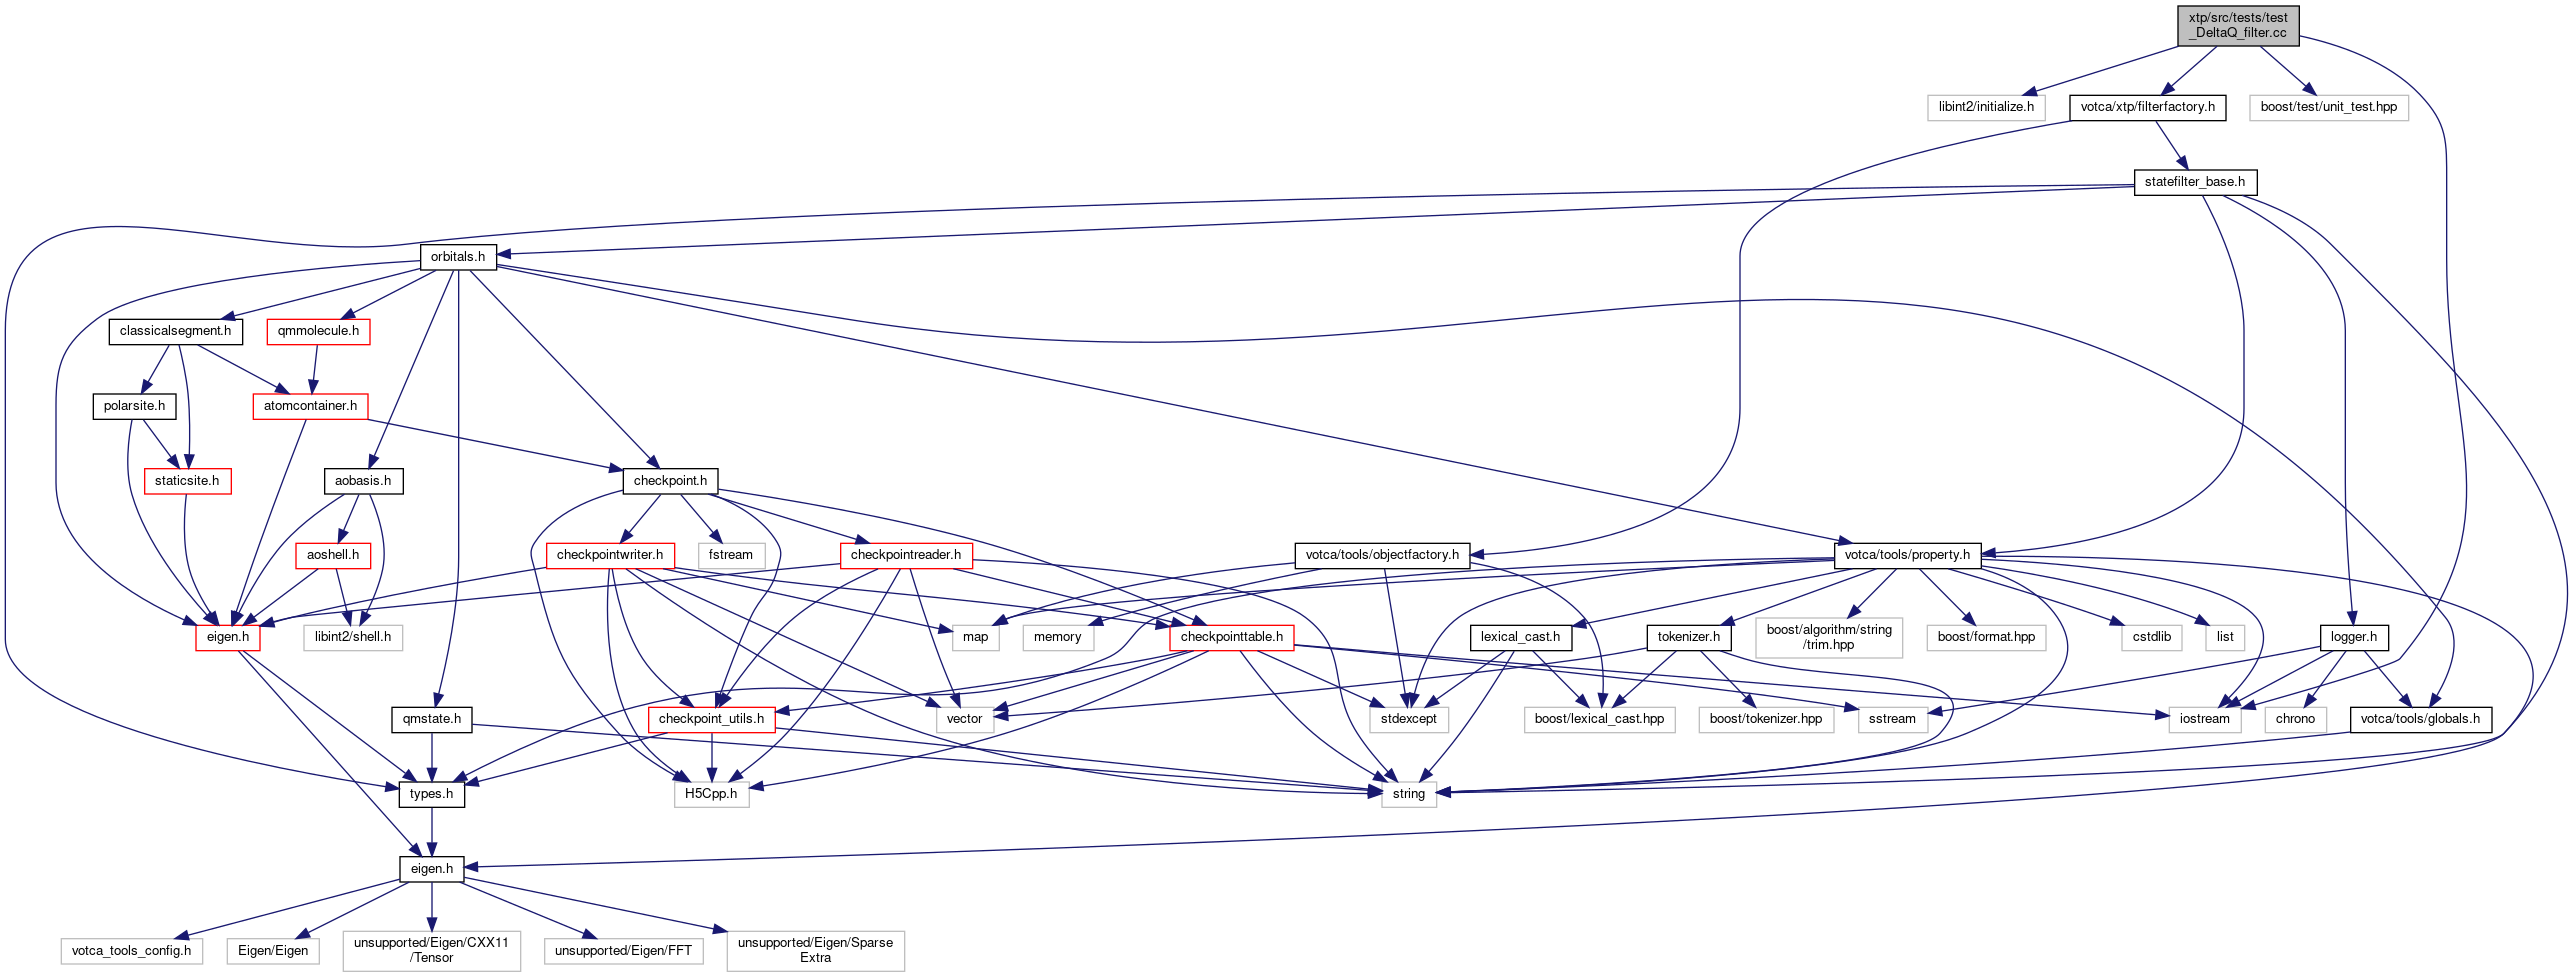 xtp/src/tests/test
_DeltaQ_filter.cc
libint2/initialize.h
votca/xtp/filterfactory.h
boost/test/unit_test.hpp
statefilter_base.h
orbitals.h
classicalsegment.h
qmmolecule.h
polarsite.h
atomcontainer.h
staticsite.h
aobasis.h
checkpoint.h
aoshell.h
checkpointwriter.h
fstream
checkpointreader.h
votca/tools/objectfactory.h
votca/tools/property.h
eigen.h
libint2/shell.h
map
memory
checkpointtable.h
lexical_cast.h
tokenizer.h
boost/algorithm/string
/trim.hpp
boost/format.hpp
cstdlib
list
logger.h
qmstate.h
checkpoint_utils.h
vector
stdexcept
boost/lexical_cast.hpp
boost/tokenizer.hpp
sstream
iostream
chrono
votca/tools/globals.h
types.h
H5Cpp.h
string
eigen.h
votca_tools_config.h
Eigen/Eigen
unsupported/Eigen/CXX11
/Tensor
unsupported/Eigen/FFT
unsupported/Eigen/Sparse
Extra